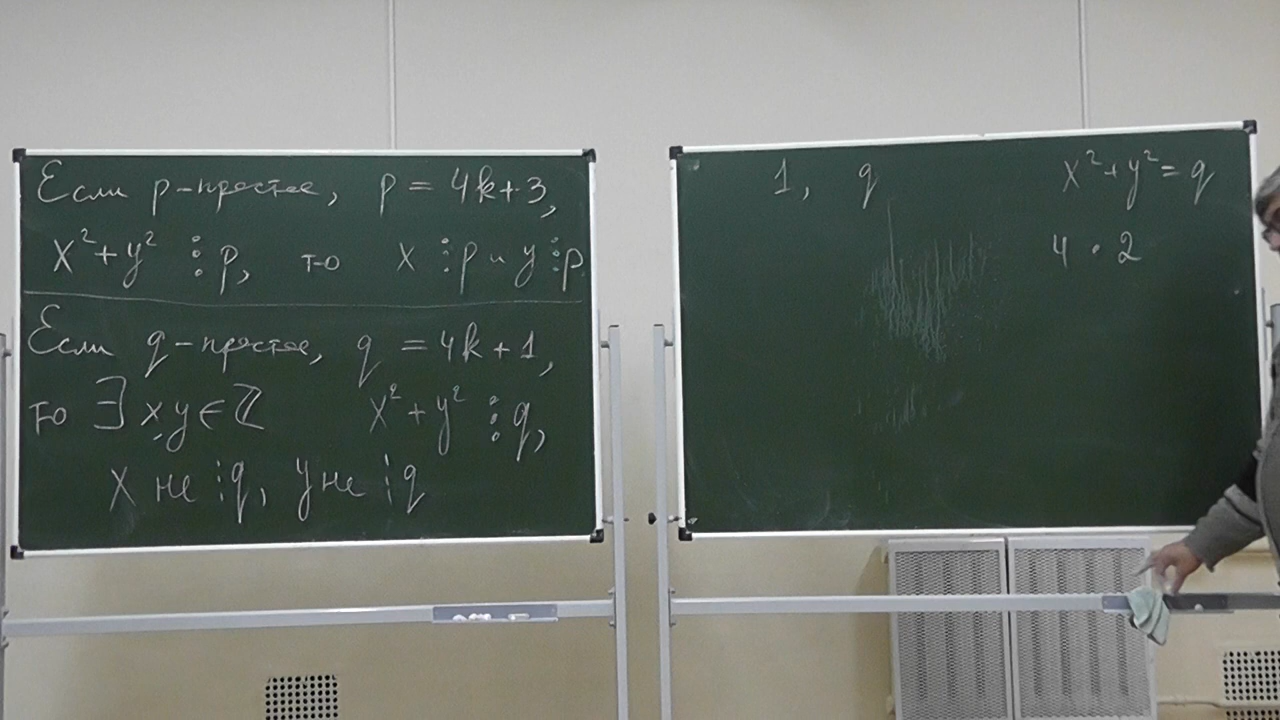 Если p-простое, p = 4k+3,
x²+y² ⋮ p, то x ⋮ p и y ⋮ p
Если q-простое, q = 4k+1,
то ∃ x,y ∈ ℤ x²+y² ⋮ q,
x не ⋮ q, y не ⋮ q
1, q x²+y²=q
4 · 2